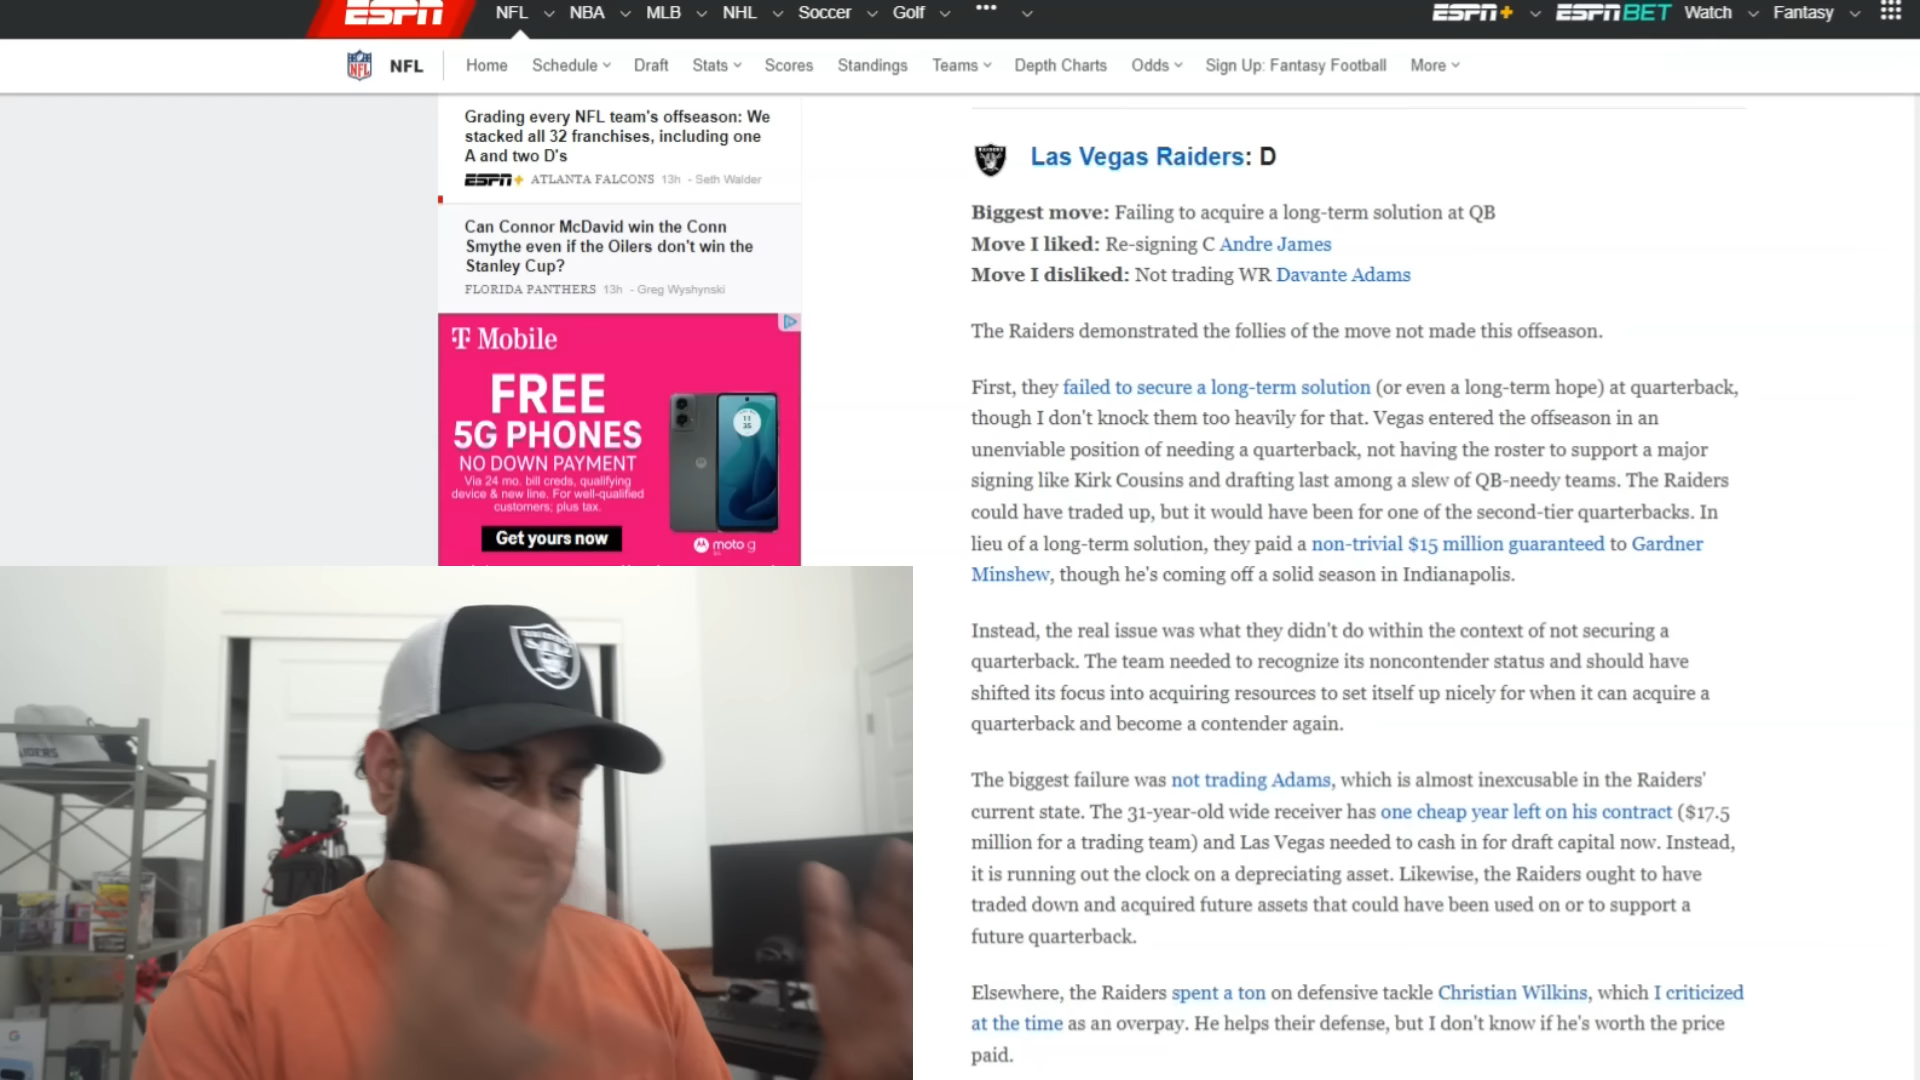 ESPN
NFL NBA MLB NHL Soccer Golf ...
ESPN+ ESPN BET Watch Fantasy
NFL Home Schedule Draft Stats Scores Standings Teams Depth Charts Odds Sign Up: Fantasy Football More
Grading every NFL team's offseason: We
stacked all 32 franchises, including one
A and two D's
ESPN+ ATLANTA FALCONS 13h - Seth Walder
Can Connor McDavid win the Conn
Smythe even if the Oilers don't win the
Stanley Cup?
FLORIDA PANTHERS 13h - Greg Wyshynski
T Mobile
FREE
5G PHONES
NO DOWN PAYMENT
Via 24 mo. bill creds, qualifying
device & new line. For well-qualified
customers; plus tax.
Get yours now
11
35
moto g
Las Vegas Raiders: D
Biggest move: Failing to acquire a long-term solution at QB
Move I liked: Re-signing C Andre James
Move I disliked: Not trading WR Davante Adams
The Raiders demonstrated the follies of the move not made this offseason.
First, they failed to secure a long-term solution (or even a long-term hope) at quarterback,
though I don't knock them too heavily for that. Vegas entered the offseason in an
unenviable position of needing a quarterback, not having the roster to support a major
signing like Kirk Cousins and drafting last among a slew of QB-needy teams. The Raiders
could have traded up, but it would have been for one of the second-tier quarterbacks. In
lieu of a long-term solution, they paid a non-trivial $15 million guaranteed to Gardner
Minshew, though he's coming off a solid season in Indianapolis.
Instead, the real issue was what they didn't do within the context of not securing a
quarterback. The team needed to recognize its noncontender status and should have
shifted its focus into acquiring resources to set itself up nicely for when it can acquire a
quarterback and become a contender again.
The biggest failure was not trading Adams, which is almost inexcusable in the Raiders'
current state. The 31-year-old wide receiver has one cheap year left on his contract ($17.5
million for a trading team) and Las Vegas needed to cash in for draft capital now. Instead,
it is running out the clock on a depreciating asset. Likewise, the Raiders ought to have
traded down and acquired future assets that could have been used on or to support a
future quarterback.
Elsewhere, the Raiders spent a ton on defensive tackle Christian Wilkins, which I criticized
at the time as an overpay. He helps their defense, but I don't know if he's worth the price
paid.